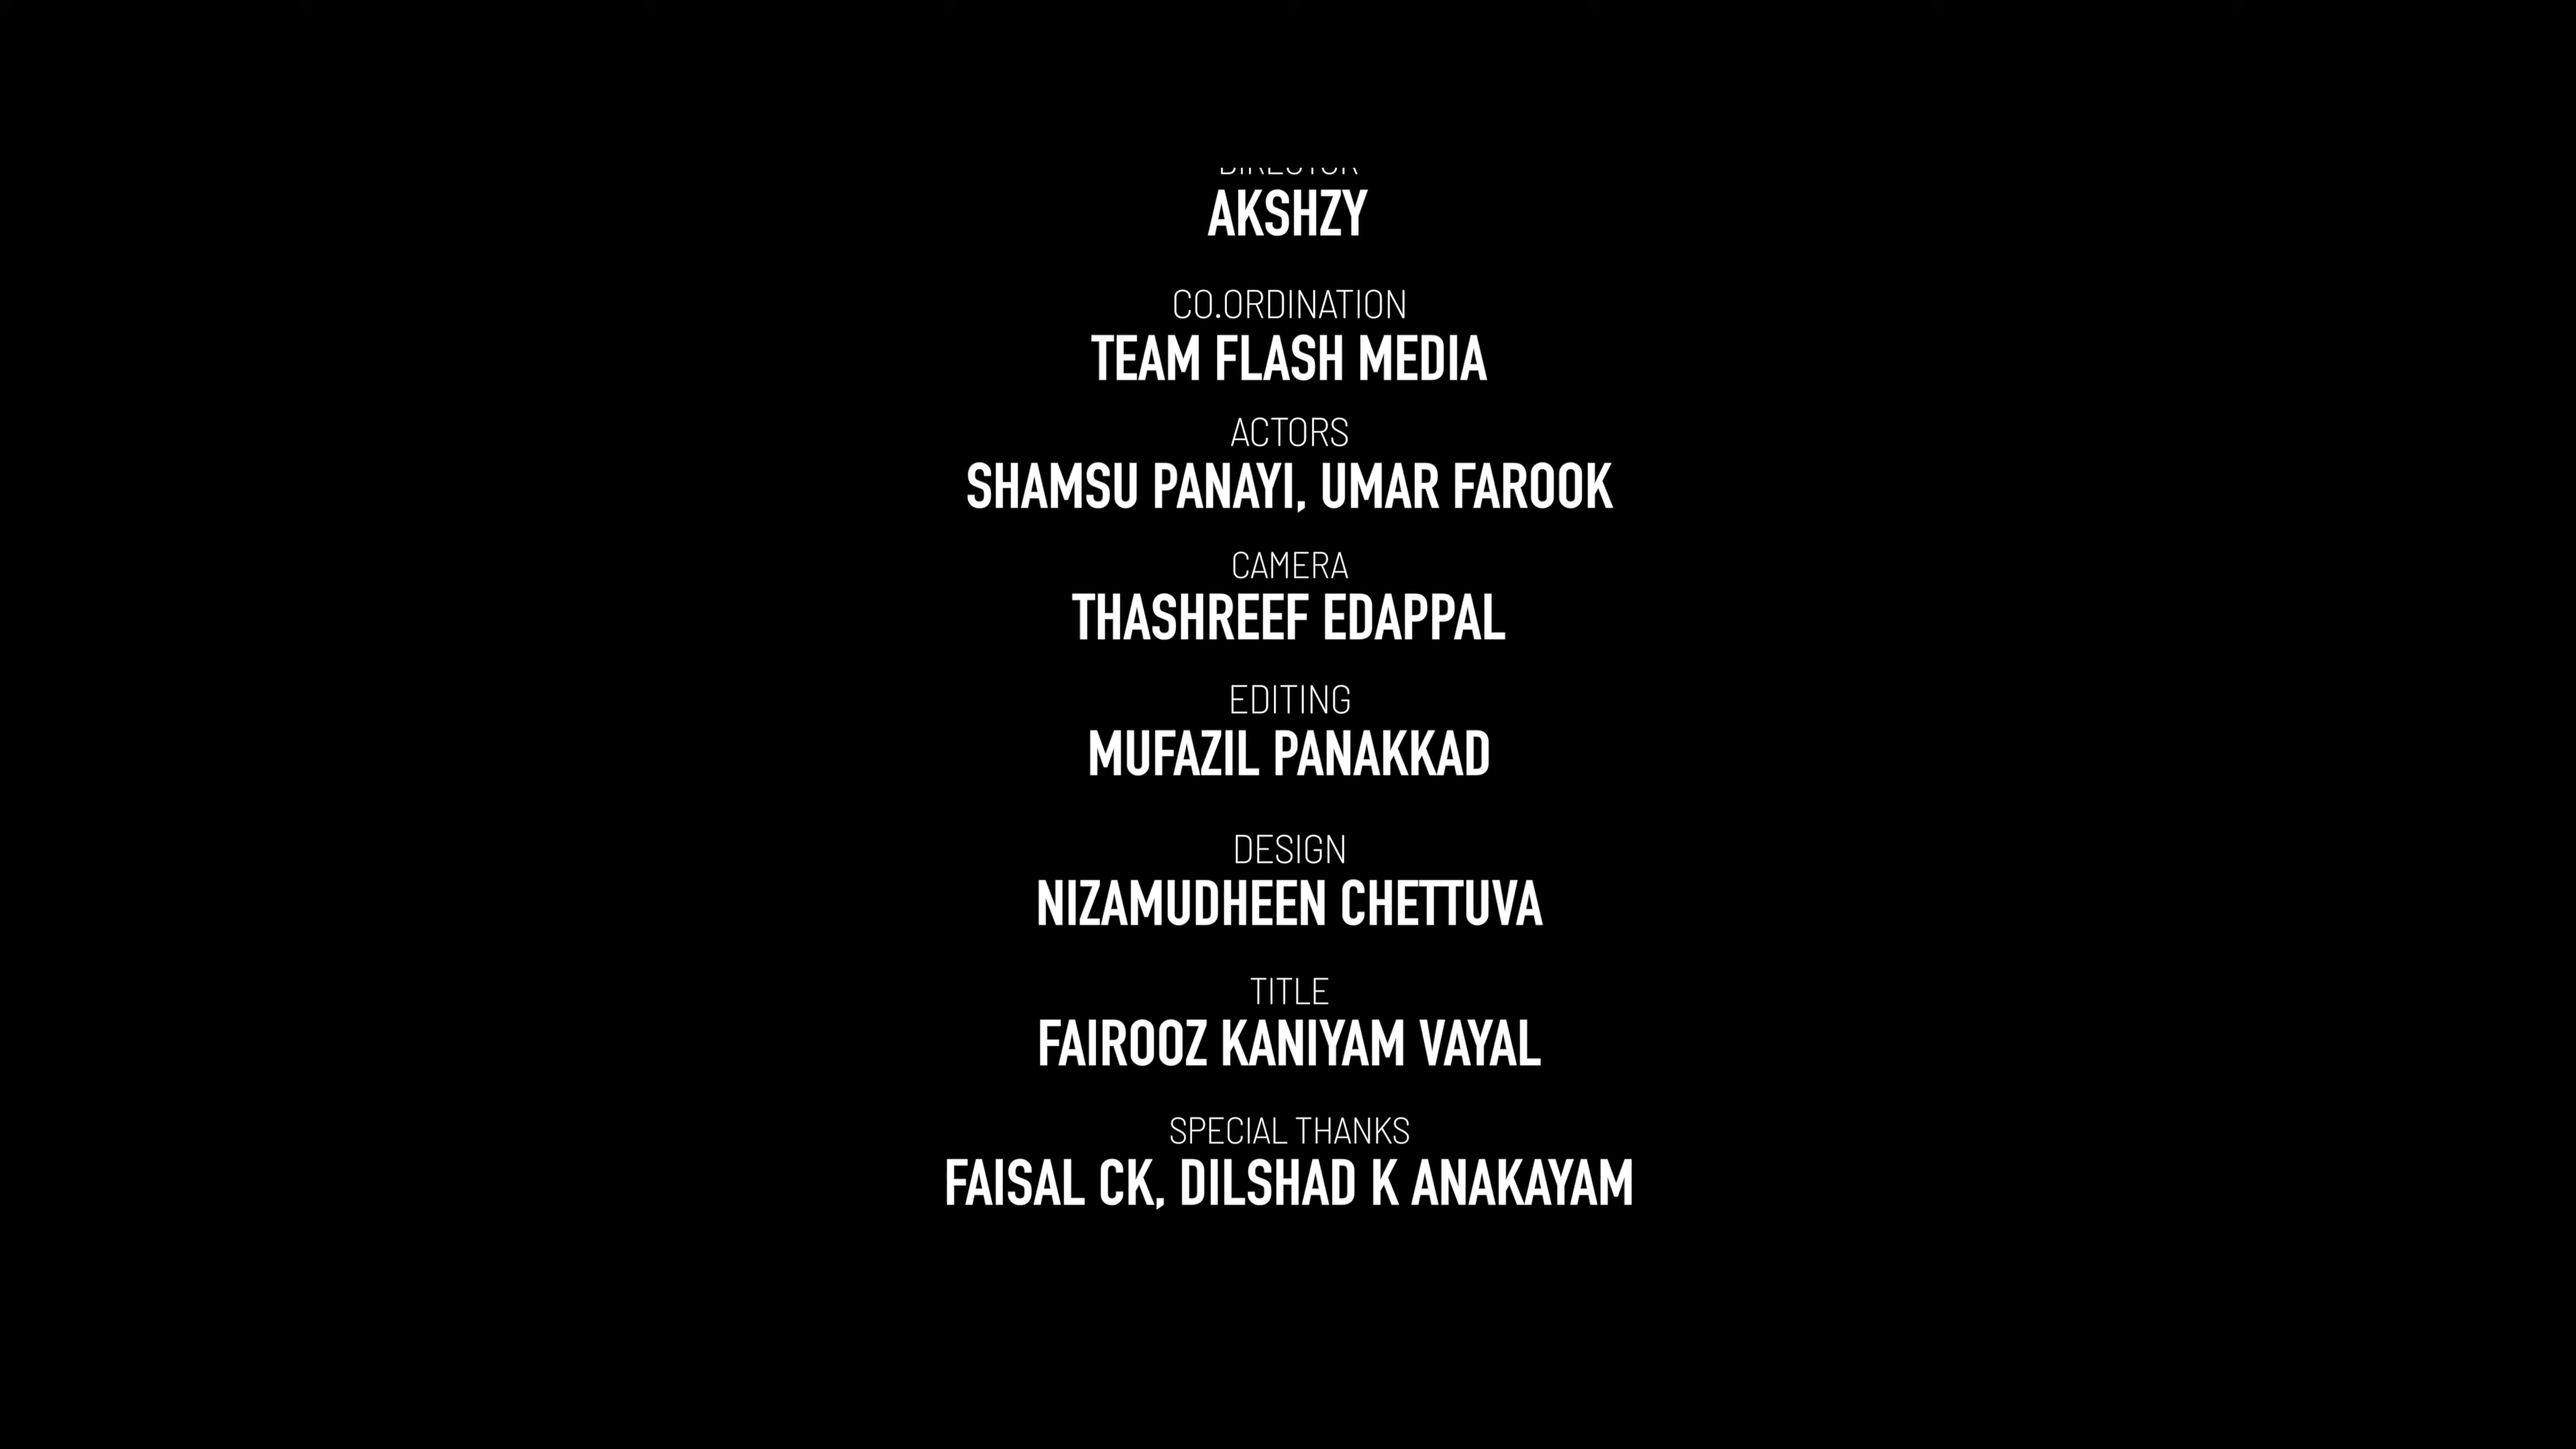 DIRECTOR
AKSHZY
CO.ORDINATION
TEAM FLASH MEDIA
ACTORS
SHAMSU PANAYI, UMAR FAROOK
CAMERA
THASHREEF EDAPPAL
EDITING
MUFAZIL PANAKKAD
DESIGN
NIZAMUDHEEN CHETTUVA
TITLE
FAIROOZ KANIYAM VAYAL
SPECIAL THANKS
FAISAL CK, DILSHAD K ANAKAYAM